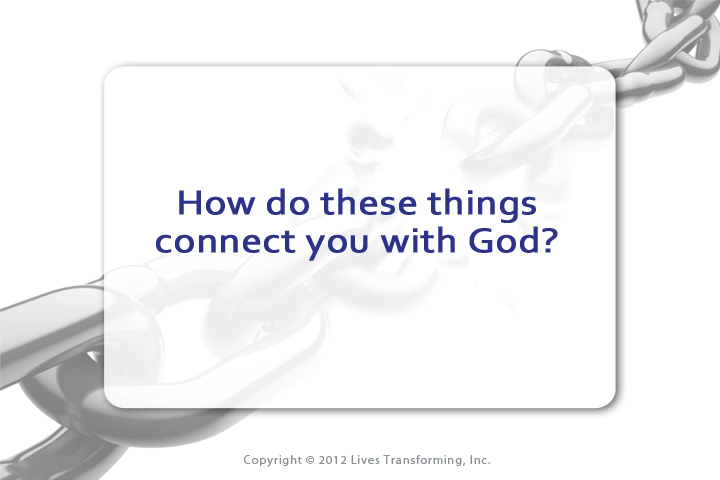 How do these things
connect you with God?
Copyright © 2012 Lives Transforming, Inc.